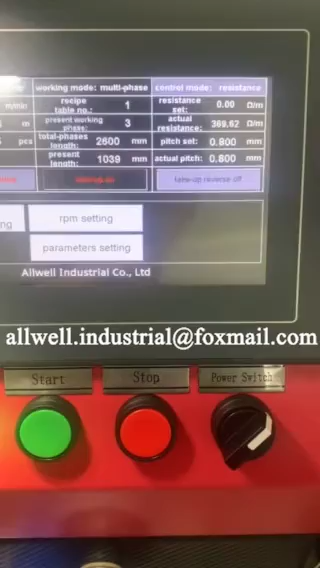 working mode: multi-phase
control mode: resistance
m/min
recipe table no.: 1
resistance set: 0.00 Ω/m
m
present working phase: 3
actual resistance: 369.62 Ω/m
pcs
total-phases length: 2600 mm
pitch set: 0.800 mm
present length: 1039 mm
actual pitch: 0.800 mm
take-up reverse off
rpm setting
parameters setting
Allwell Industrial Co., Ltd
allwell.industrial@foxmail.com
Start
Stop
Power Switch